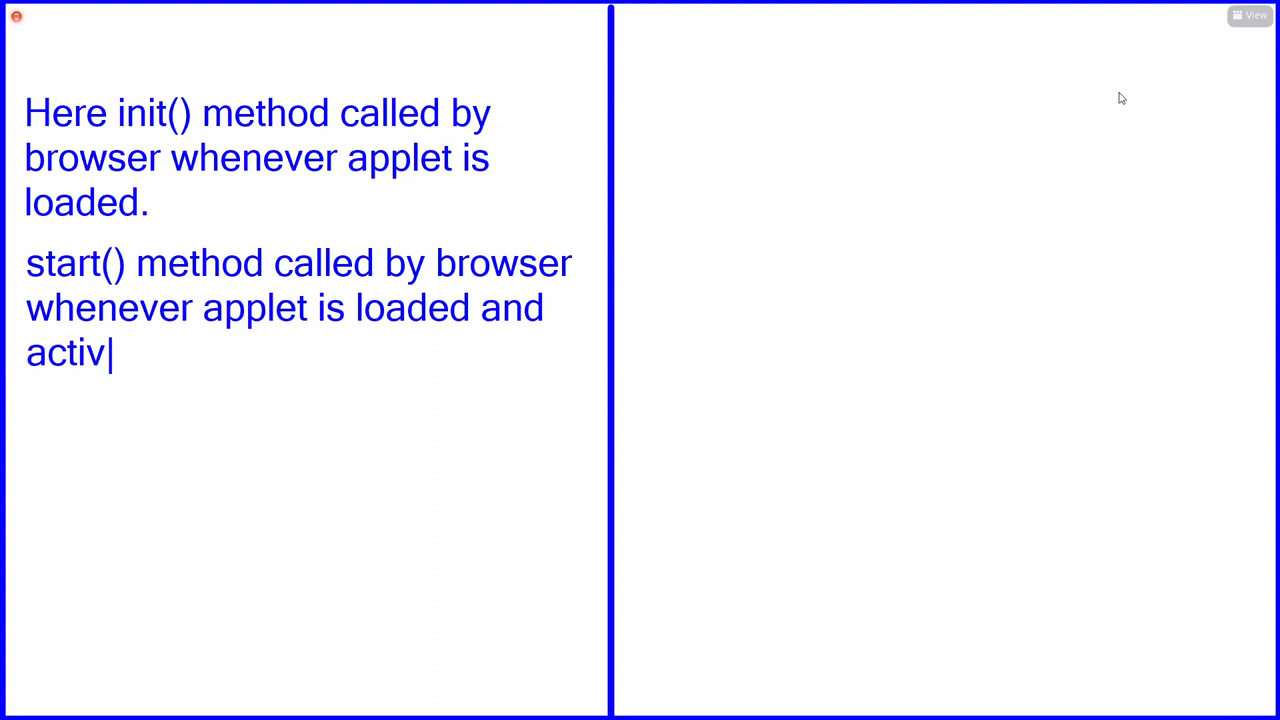 View
Here init() method called by
browser whenever applet is
loaded.
start() method called by browser
whenever applet is loaded and
activ